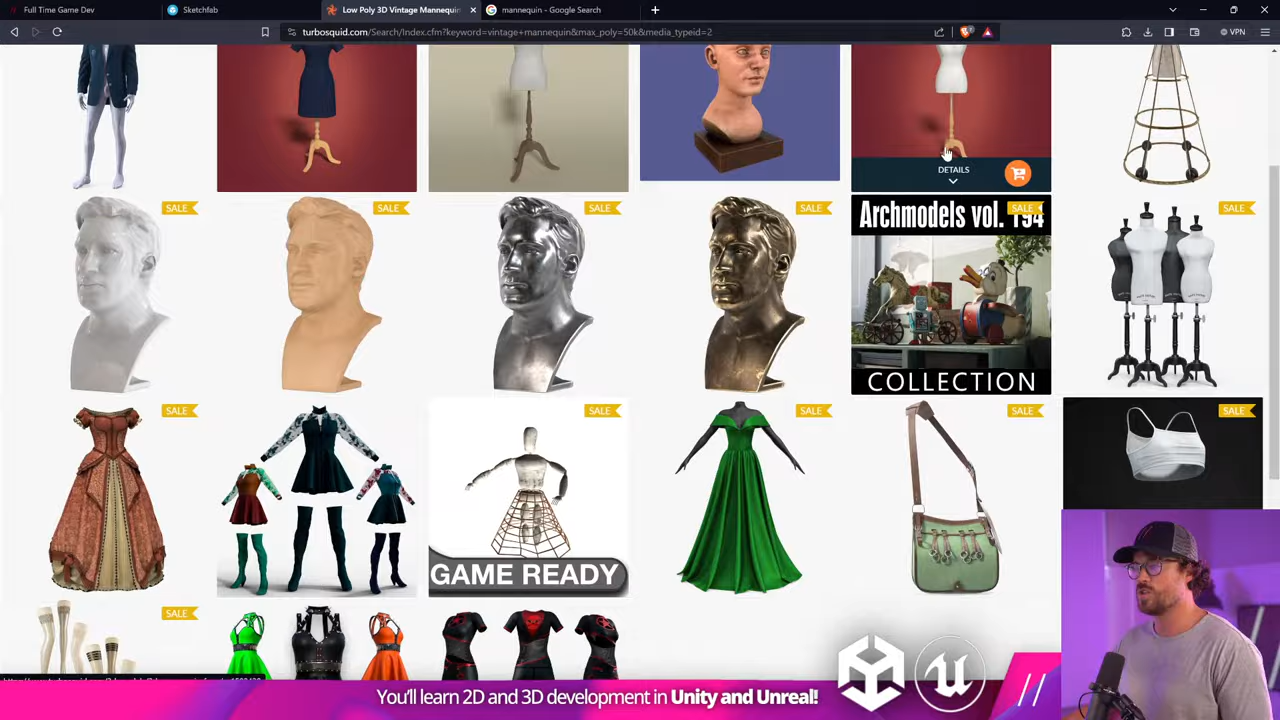 Full Time Game Dev
Sketchfab
Low Poly 3D Vintage Mannequin
mannequin - Google Search
turbosquid.com/Search/Index.cfm?keyword=vintage+mannequin&max_poly=50k&media_typeid=2
VPN
DETAILS
SALE
SALE
SALE
SALE
SALE
SALE
Archmodels vol. 194
COLLECTION
SALE
SALE
SALE
SALE
SALE
GAME READY
SALE
You'll learn 2D and 3D development in Unity and Unreal!
//